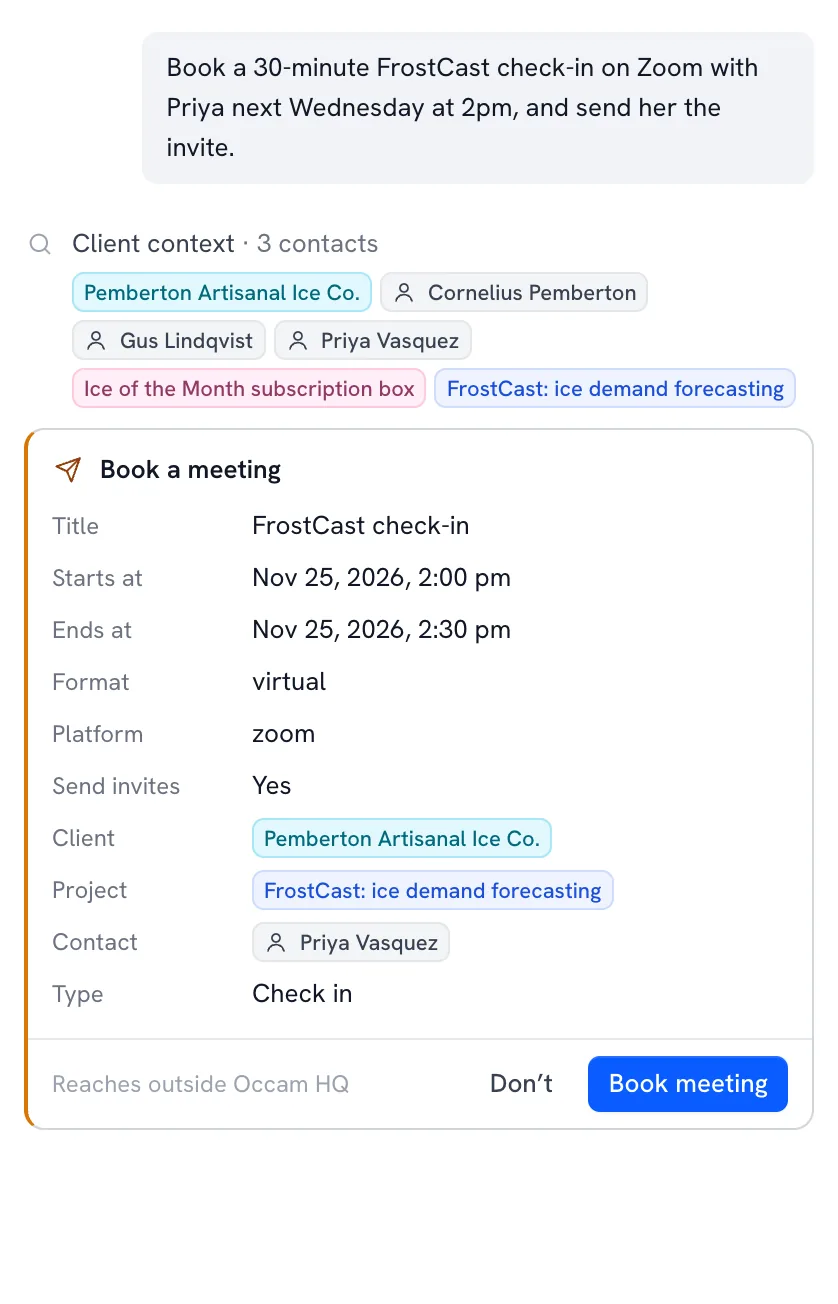 Book a 30-minute FrostCast check-in on Zoom with
Priya next Wednesday at 2pm, and send her the
invite.
Client context · 3 contacts
Pemberton Artisanal Ice Co. Cornelius Pemberton
Gus Lindqvist Priya Vasquez
Ice of the Month subscription box FrostCast: ice demand forecasting
Book a meeting
Title FrostCast check-in
Starts at Nov 25, 2026, 2:00 pm
Ends at Nov 25, 2026, 2:30 pm
Format virtual
Platform zoom
Send invites Yes
Client Pemberton Artisanal Ice Co.
Project FrostCast: ice demand forecasting
Contact Priya Vasquez
Type Check in
Reaches outside Occam HQ Don’t Book meeting